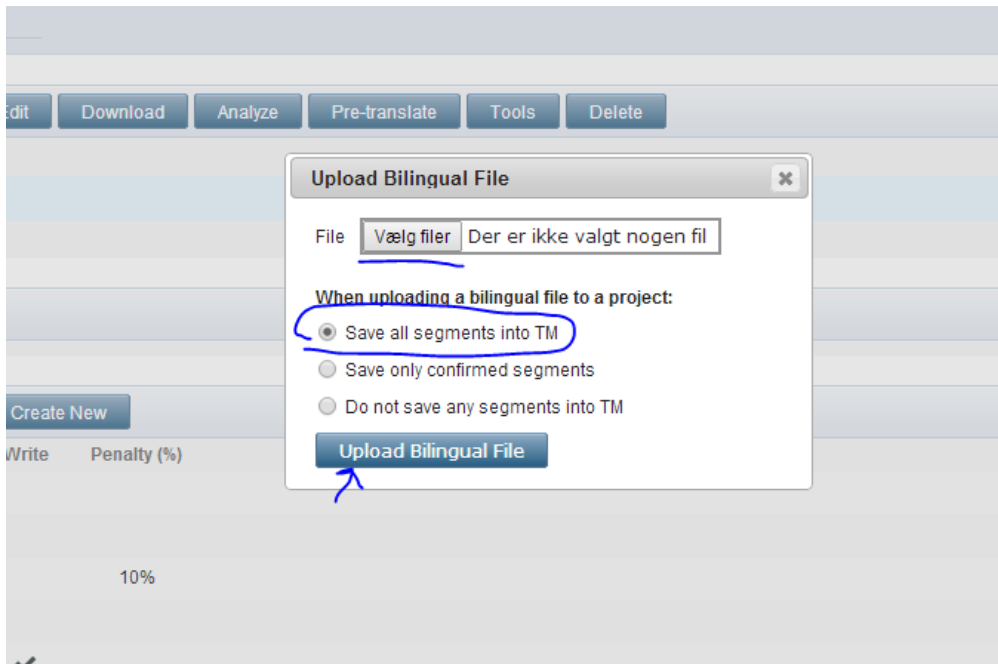 Edit Download Analyze Pre-translate Tools Delete
Upload Bilingual File
File Vælg filer Der er ikke valgt nogen fil
When uploading a bilingual file to a project:
Save all segments into TM
Save only confirmed segments
Do not save any segments into TM
Create New
Upload Bilingual File
Write Penalty (%)
10%